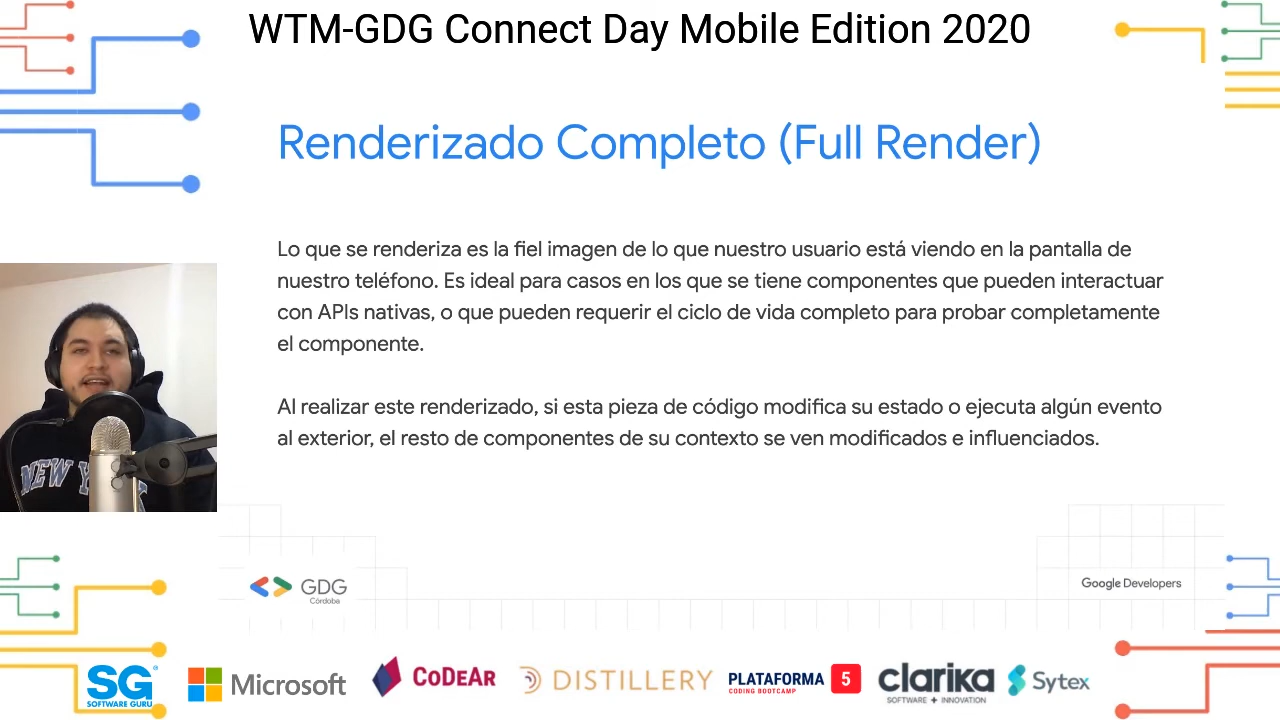 WTM-GDG Connect Day Mobile Edition 2020
Renderizado Completo (Full Render)
Lo que se renderiza es la fiel imagen de lo que nuestro usuario está viendo en la pantalla de
nuestro teléfono. Es ideal para casos en los que se tiene componentes que pueden interactuar
con APIs nativas, o que pueden requerir el ciclo de vida completo para probar completamente
el componente.
Al realizar este renderizado, si esta pieza de código modifica su estado o ejecuta algún evento
al exterior, el resto de componentes de su contexto se ven modificados e influenciados.
NEW
GDG
Córdoba
Google Developers
SG
SOFTWARE GURU
Microsoft
CODEAR
DISTILLERY
PLATAFORMA 5
CODING BOOTCAMP
clarika
SOFTWARE + INNOVATION
Sytex